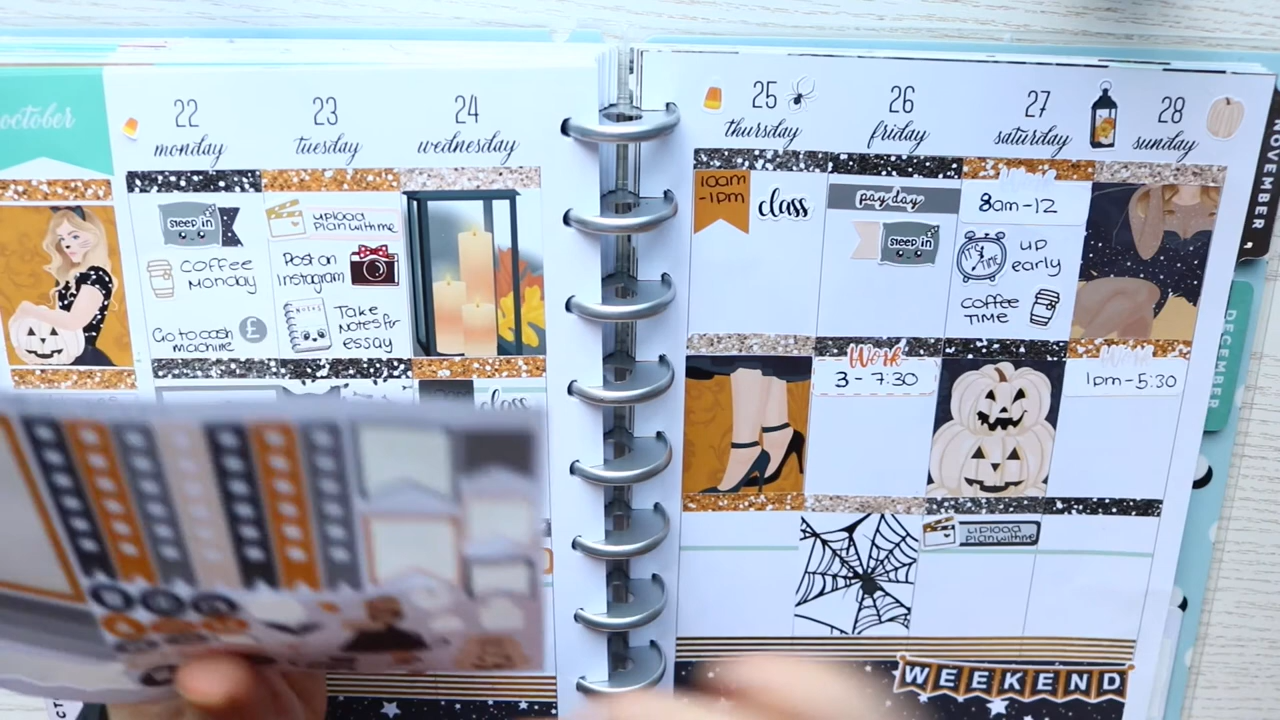 october
22
monday
23
tuesday
24
wednesday
25
thursday
26
friday
27
saturday
28
sunday
NOVEMBER
DECEMBER
SLEEP IN
COFFEE
MONDAY
Go to cash
machine
£
upload
plan with me
Post on
Instagram
NOTES
Take
Notes for
essay
class
10am
-1pm
class
pay day
SLEEP IN
8am-12
IT'S
TIME
up
early
COFFEE
TIME
Work
3 - 7:30
Work
1pm-5:30
upload
plan with me
WEEKEND